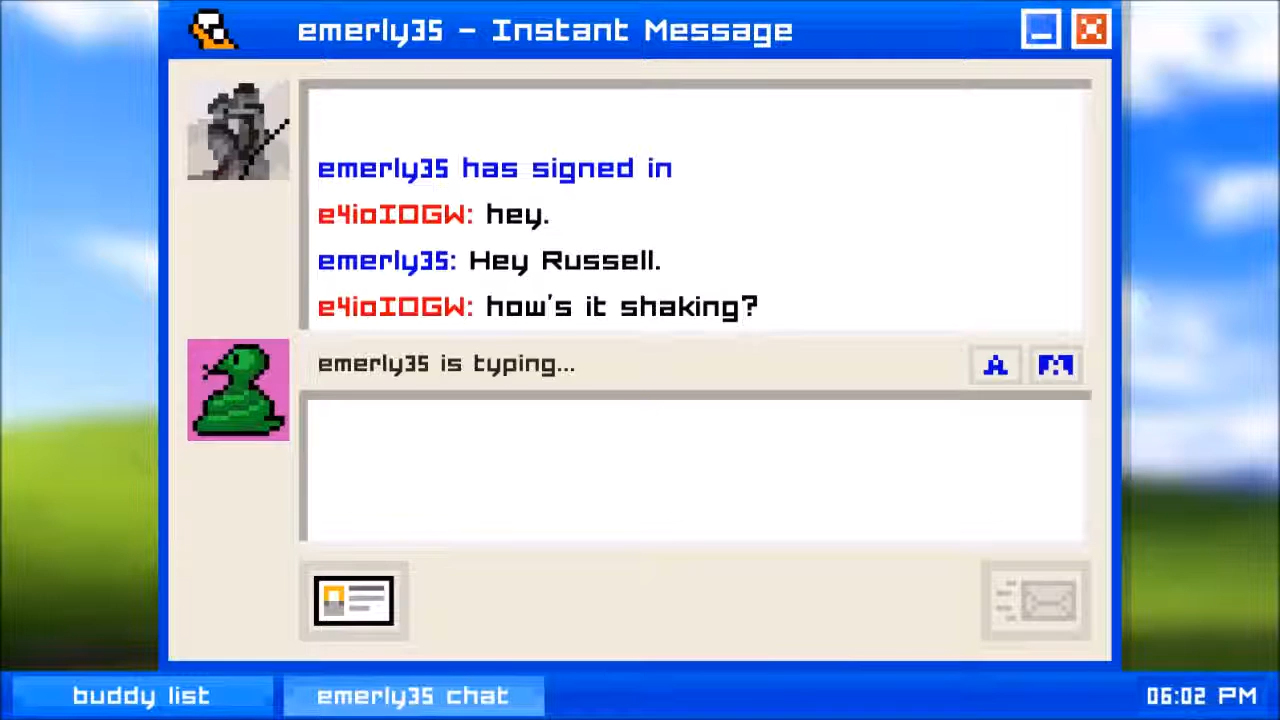 emerly35 - Instant Message
emerly35 has signed in
e4ioIOGW: hey.
emerly35: Hey Russell.
e4ioIOGW: how's it shaking?
emerly35 is typing...
A
buddy list
emerly35 chat
06:02 PM